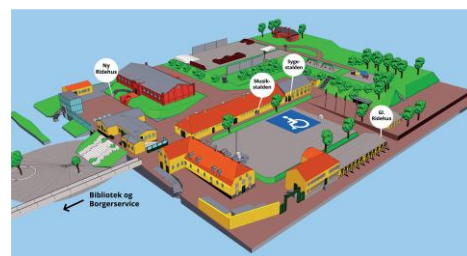 Ny
Ridehus
Syge-
stalden
Musik-
stalden
Gl.
Ridehus
Bibliotek og
Borgerservice